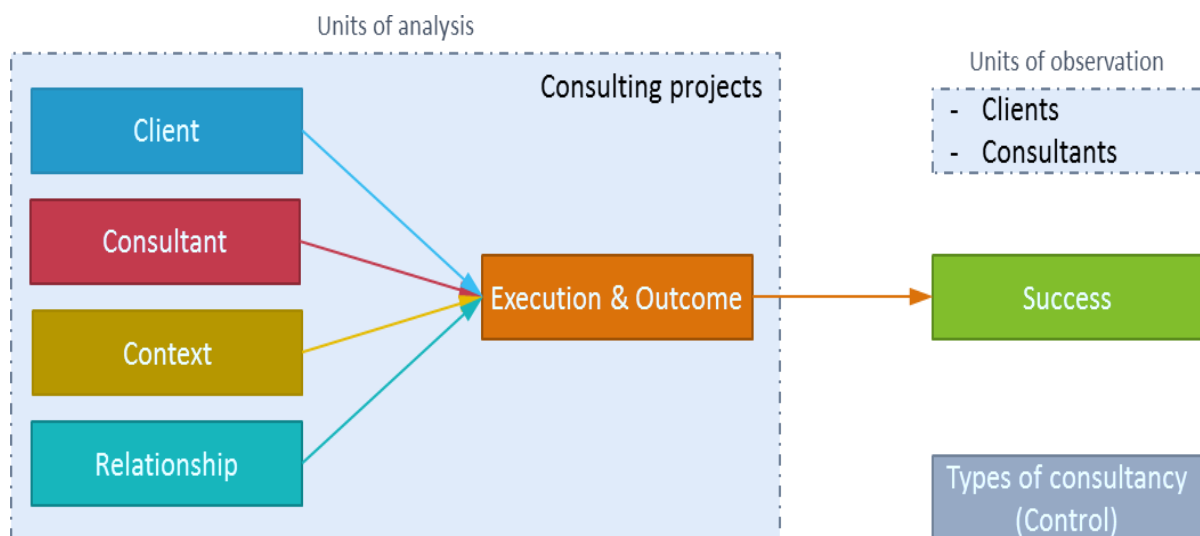 Units of analysis
Consulting projects
Client
Consultant
Context
Relationship
Execution & Outcome
Units of observation
- Clients
- Consultants
Success
Types of consultancy
(Control)